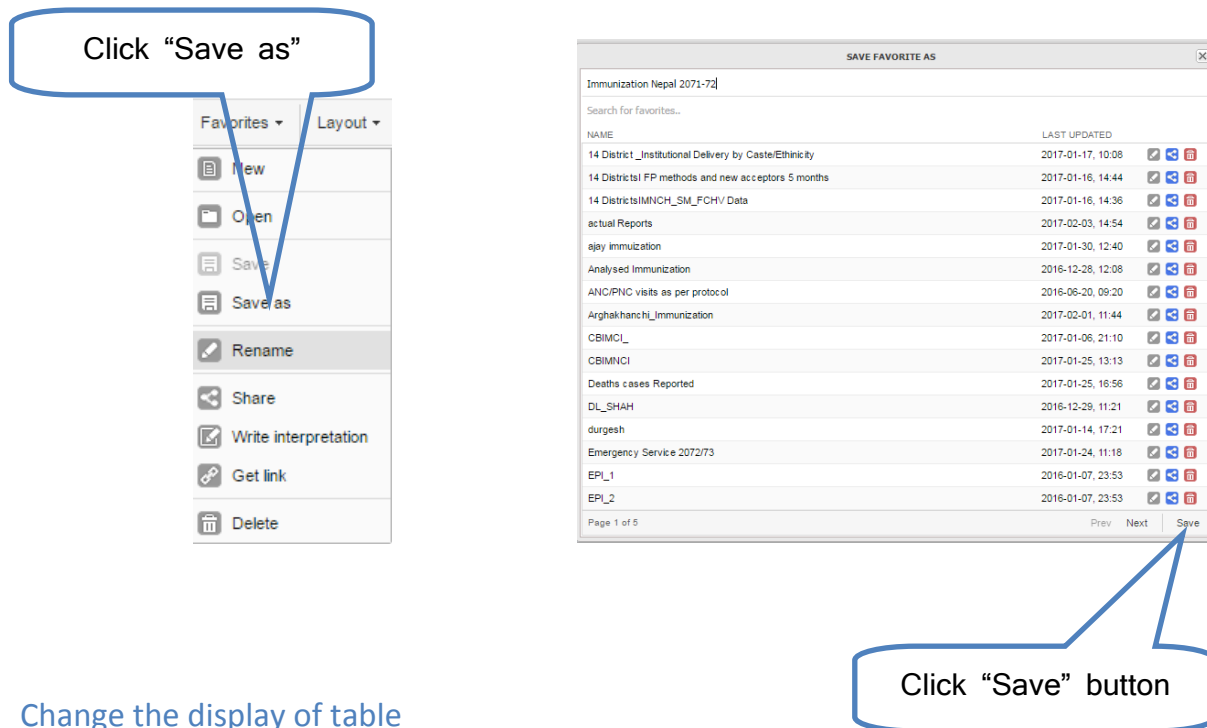 Click “Save as”
Favorites Layout
New
Open
Save
Save as
Rename
Share
Write interpretation
Get link
Delete
SAVE FAVORITE AS
Immunization Nepal 2071-72
Search for favorites..
NAME LAST UPDATED
14 District _Institutional Delivery by Caste/Ethinicity 2017-01-17, 10:08
14 Districtsl FP methods and new acceptors 5 months 2017-01-16, 14:44
14 DistrictsIMNCH_SM_FCHV Data 2017-01-16, 14:36
actual Reports 2017-02-03, 14:54
ajay immuization 2017-01-30, 12:40
Analysed Immunization 2016-12-28, 12:08
ANC/PNC visits as per protocol 2016-06-20, 09:20
Arghakhanchi_Immunization 2017-02-01, 11:44
CBIMCI_ 2017-01-06, 21:10
CBIMNCI 2017-01-25, 13:13
Deaths cases Reported 2017-01-25, 16:56
DL_SHAH 2016-12-29, 11:21
durgesh 2017-01-14, 17:21
Emergency Service 2072/73 2017-01-24, 11:18
EPI_1 2016-01-07, 23:53
EPI_2 2016-01-07, 23:53
Page 1 of 5 Prev Next Save
Click “Save” button
Change the display of table